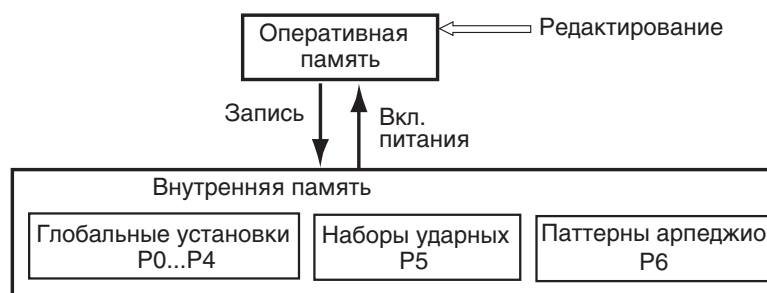 Оперативная
память
Редактирование
Запись
Вкл.
питания
Внутренняя память
Глобальные установки
P0...P4
Наборы ударных
P5
Паттерны арпеджио
P6